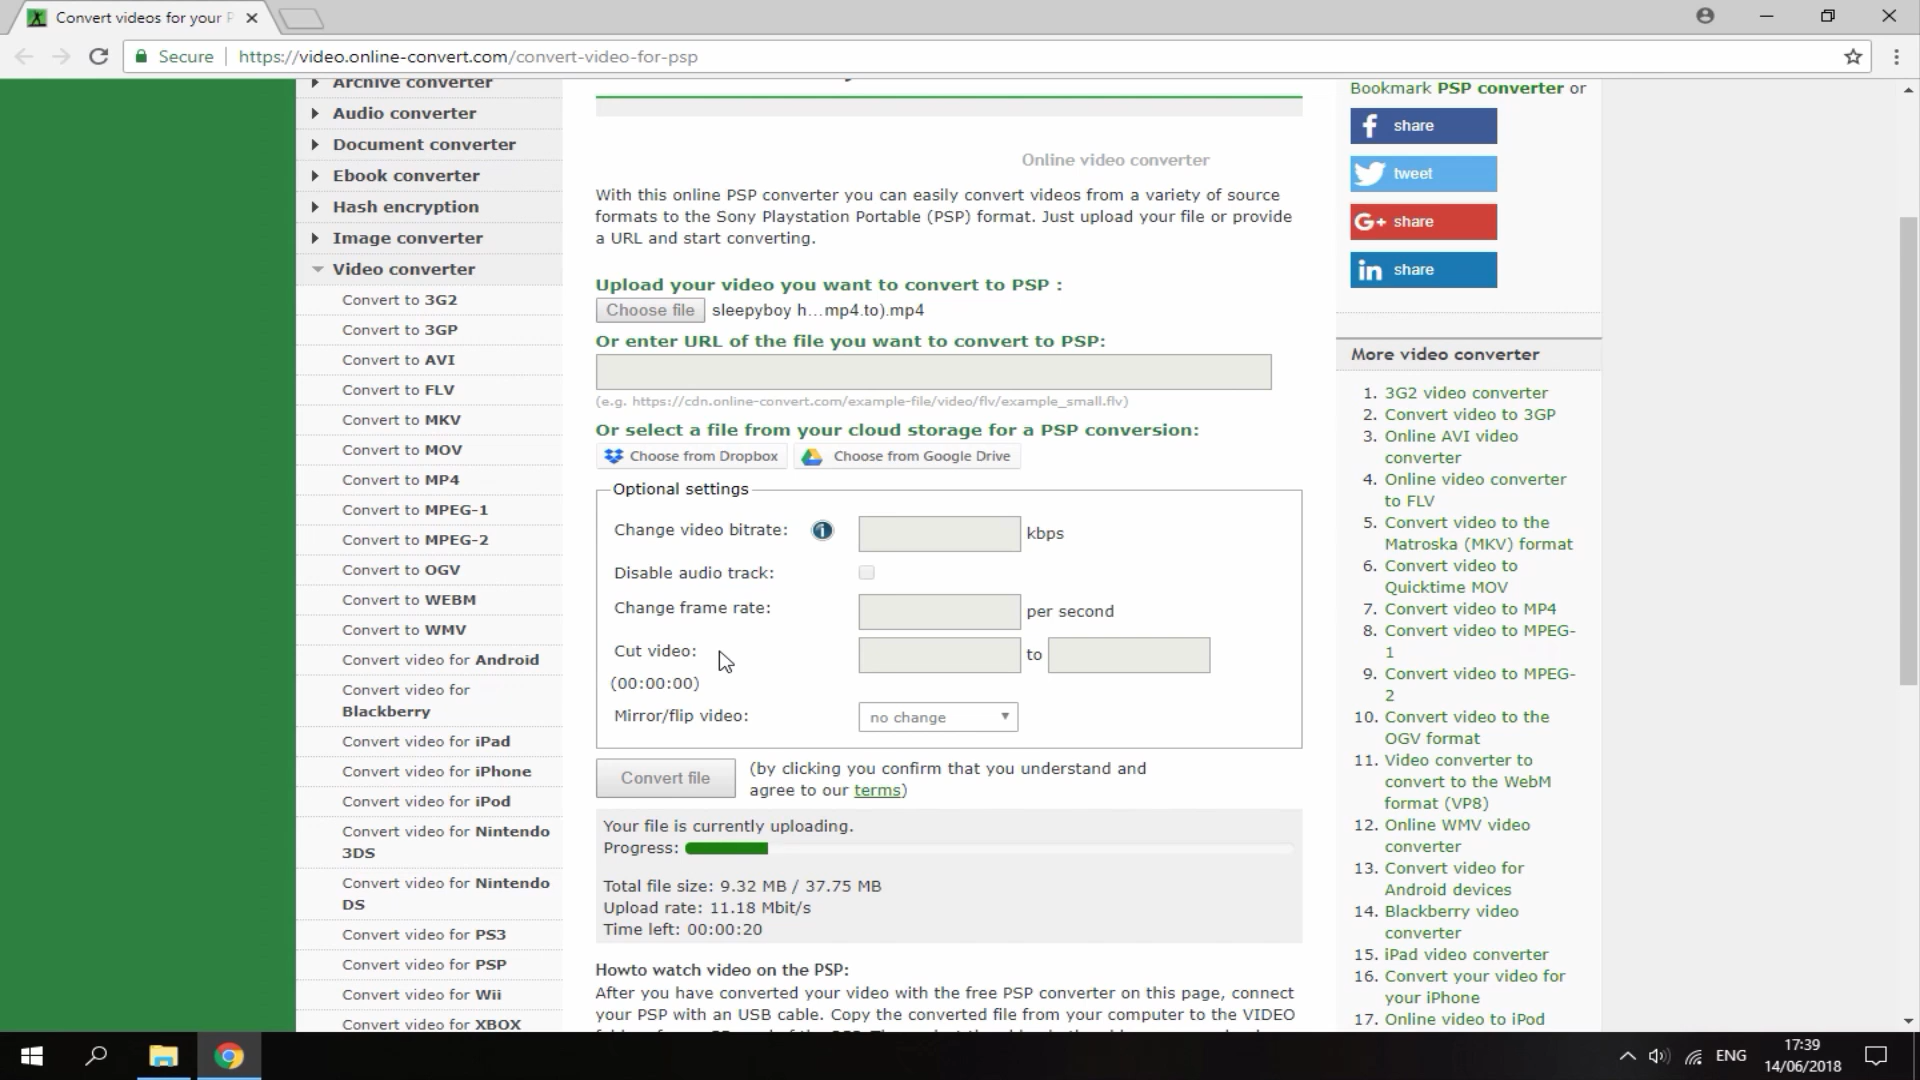 Convert videos for your P
Secure
https://video.online-convert.com/convert-video-for-psp
Archive converter
Audio converter
Document converter
Ebook converter
Hash encryption
Image converter
Video converter
Convert to 3G2
Convert to 3GP
Convert to AVI
Convert to FLV
Convert to MKV
Convert to MOV
Convert to MP4
Convert to MPEG-1
Convert to MPEG-2
Convert to OGV
Convert to WEBM
Convert to WMV
Convert video for Android
Convert video for
Blackberry
Convert video for iPad
Convert video for iPhone
Convert video for iPod
Convert video for Nintendo
3DS
Convert video for Nintendo
DS
Convert video for PS3
Convert video for PSP
Convert video for Wii
Convert video for XBOX
Online video converter
With this online PSP converter you can easily convert videos from a variety of source
formats to the Sony Playstation Portable (PSP) format. Just upload your file or provide
a URL and start converting.
Upload your video you want to convert to PSP :
Choose file sleepyboy h...mp4.to).mp4
Or enter URL of the file you want to convert to PSP:
(e.g. https://cdn.online-convert.com/example-file/video/flv/example_small.flv)
Or select a file from your cloud storage for a PSP conversion:
Choose from Dropbox
Choose from Google Drive
Optional settings
Change video bitrate:
i
kbps
Disable audio track:
Change frame rate:
per second
Cut video:
to
(00:00:00)
Mirror/flip video:
no change
Convert file
(by clicking you confirm that you understand and
agree to our terms)
Your file is currently uploading.
Progress:
Total file size: 9.32 MB / 37.75 MB
Upload rate: 11.18 Mbit/s
Time left: 00:00:20
Howto watch video on the PSP:
After you have converted your video with the free PSP converter on this page, connect
your PSP with an USB cable. Copy the converted file from your computer to the VIDEO
Bookmark PSP converter or
f share
tweet
G+ share
in share
More video converter
1. 3G2 video converter
2. Convert video to 3GP
3. Online AVI video
converter
4. Online video converter
to FLV
5. Convert video to the
Matroska (MKV) format
6. Convert video to
Quicktime MOV
7. Convert video to MP4
8. Convert video to MPEG-
1
9. Convert video to MPEG-
2
10. Convert video to the
OGV format
11. Video converter to
convert to the WebM
format (VP8)
12. Online WMV video
converter
13. Convert video for
Android devices
14. Blackberry video
converter
15. iPad video converter
16. Convert your video for
your iPhone
17. Online video to iPod
ENG
17:39
14/06/2018